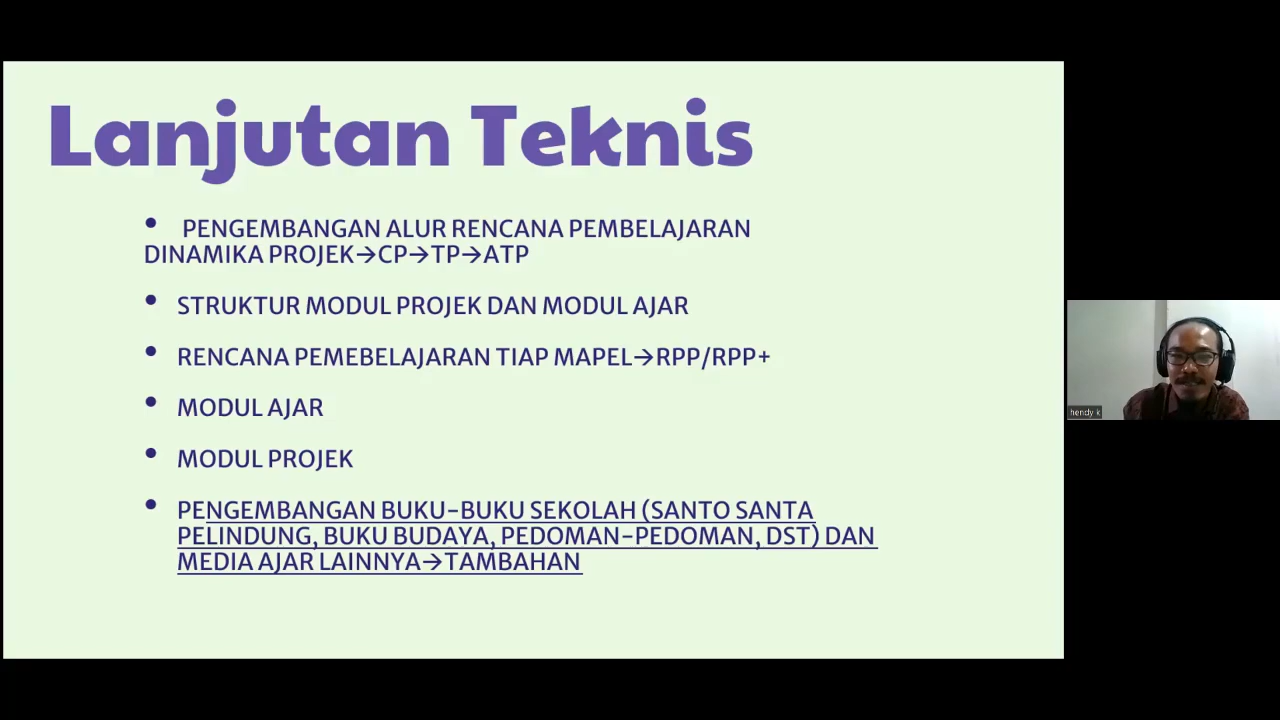 Lanjutan Teknis
• PENGEMBANGAN ALUR RENCANA PEMBELAJARAN
DINAMIKA PROJEK→CP→TP→ATP
• STRUKTUR MODUL PROJEK DAN MODUL AJAR
• RENCANA PEMEBELAJARAN TIAP MAPEL→RPP/RPP+
• MODUL AJAR
• MODUL PROJEK
• PENGEMBANGAN BUKU-BUKU SEKOLAH (SANTO SANTA
PELINDUNG, BUKU BUDAYA, PEDOMAN-PEDOMAN, DST) DAN
MEDIA AJAR LAINNYA→TAMBAHAN
hendy k